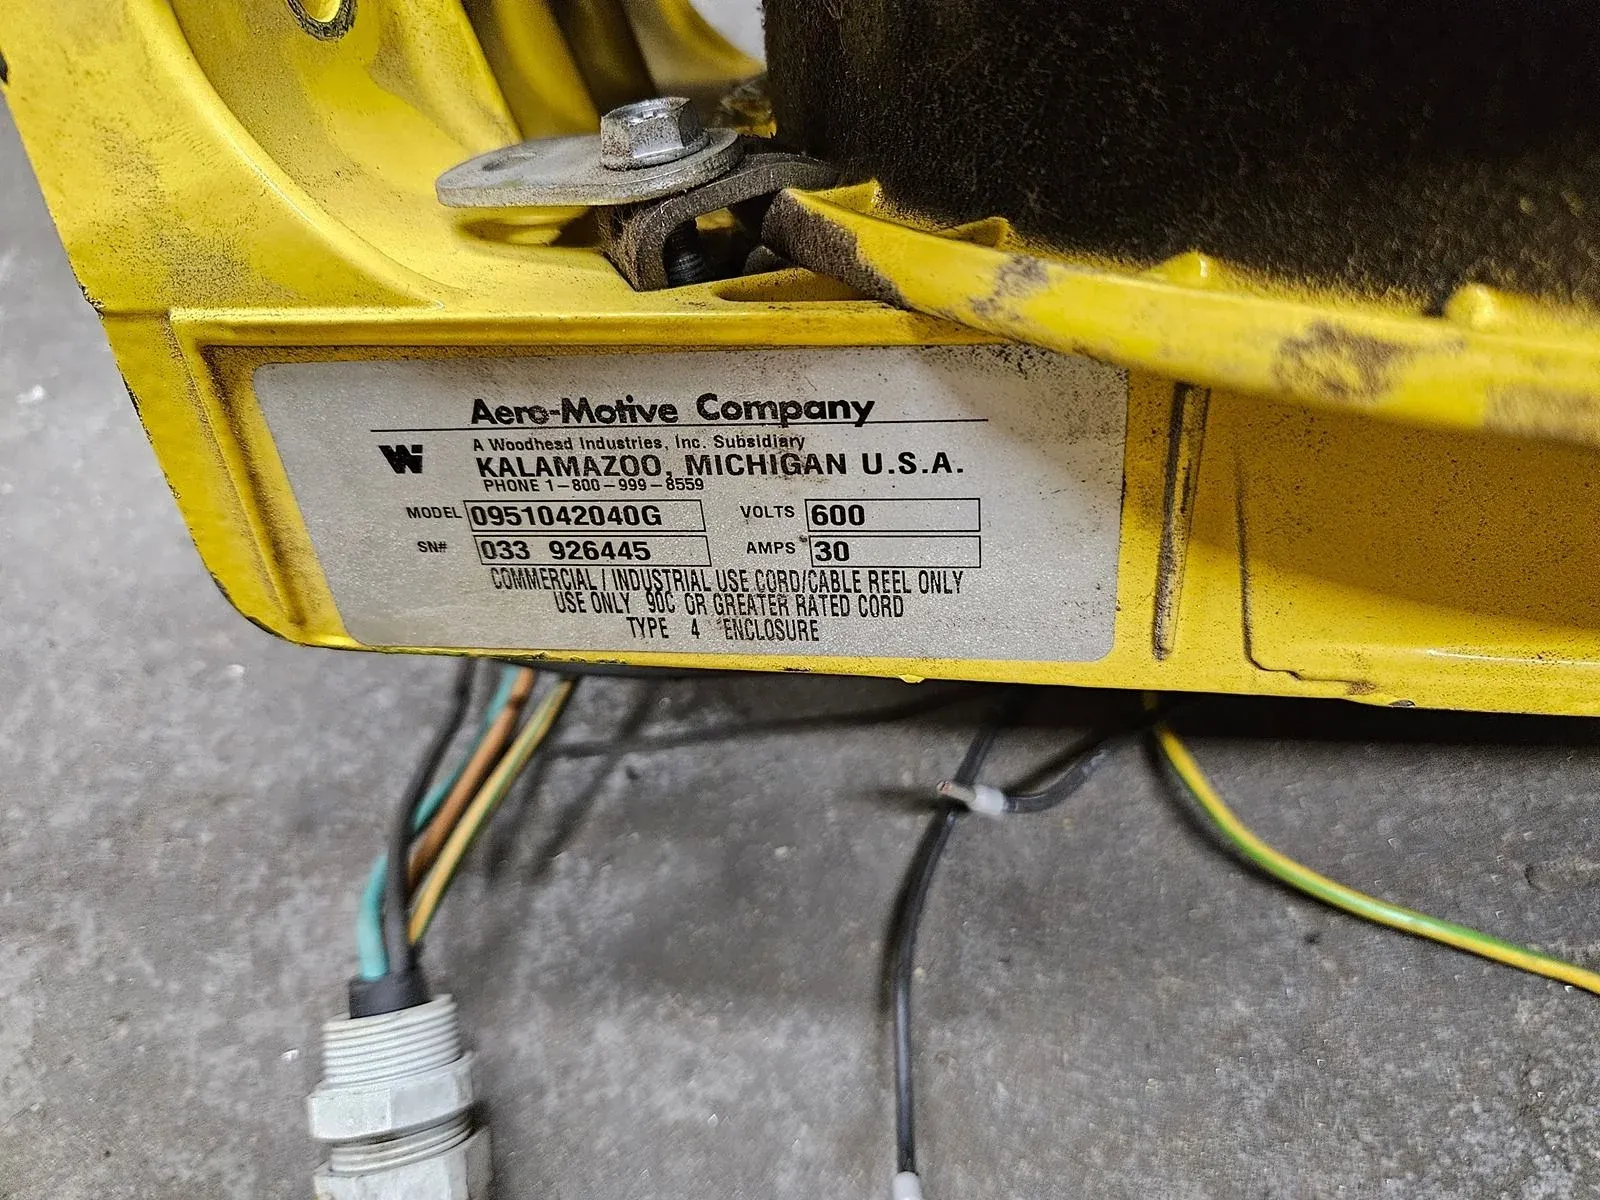 Aero-Motive Company
W
A Woodhead Industries, Inc. Subsidiary
KALAMAZOO, MICHIGAN U.S.A.
PHONE 1-800-999-8559
MODEL 0951042040G VOLTS 600
SN# 033 926445 AMPS 30
COMMERCIAL / INDUSTRIAL USE CORD/CABLE REEL ONLY
USE ONLY 90C OR GREATER RATED CORD
TYPE 4 ENCLOSURE